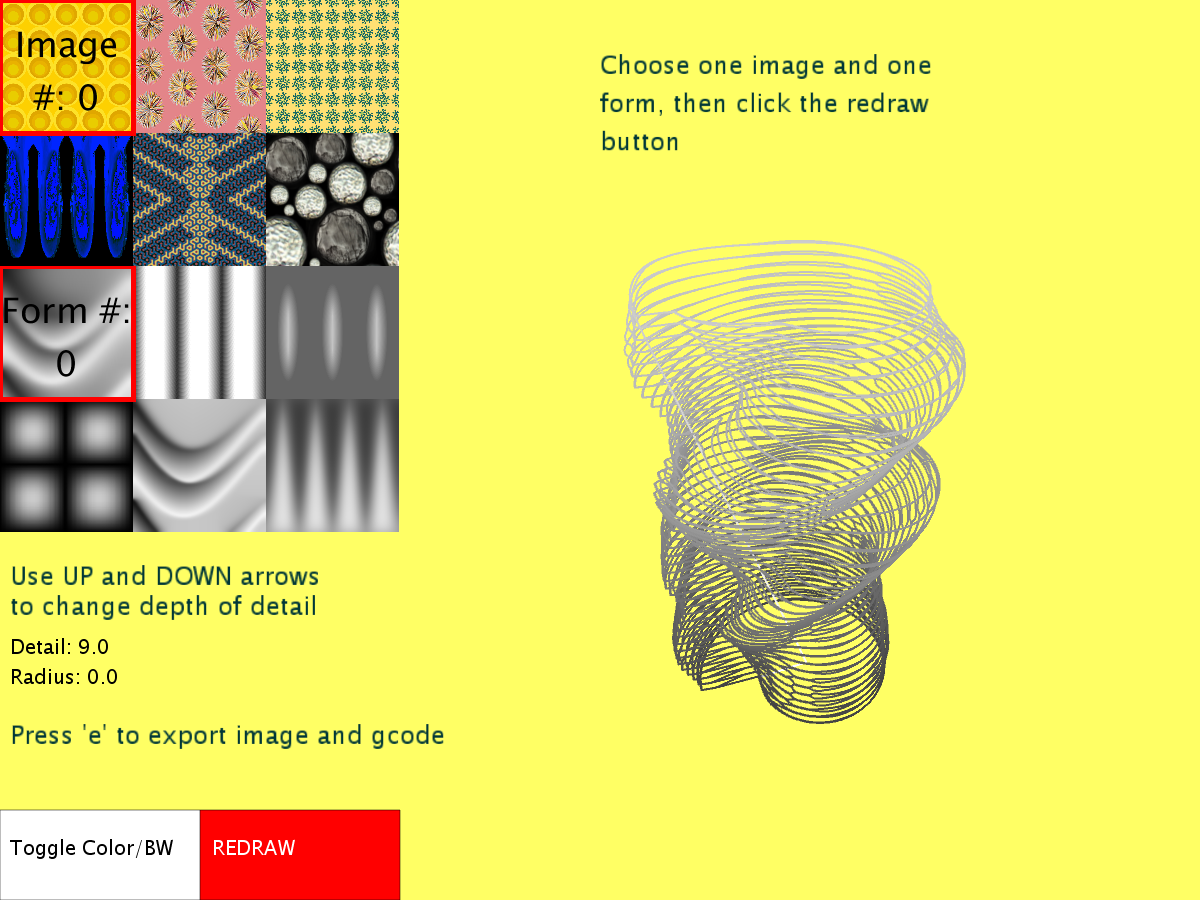 Image
#: 0
Choose one image and one
form, then click the redraw
button
Form #:
0
Use UP and DOWN arrows
to change depth of detail
Detail: 9.0
Radius: 0.0
Press 'e' to export image and gcode
Toggle Color/BW
REDRAW